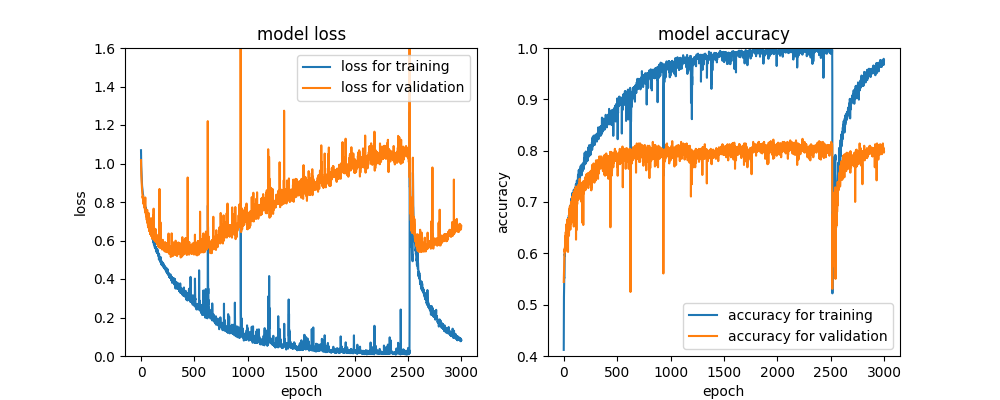 model loss
loss for training
loss for validation
1.6
1.4
1.2
1.0
0.8
0.6
0.4
0.2
0.0
loss
0 500 1000 1500 2000 2500 3000
epoch
model accuracy
1.0
0.9
0.8
0.7
0.6
0.5
0.4
accuracy
accuracy for training
accuracy for validation
0 500 1000 1500 2000 2500 3000
epoch